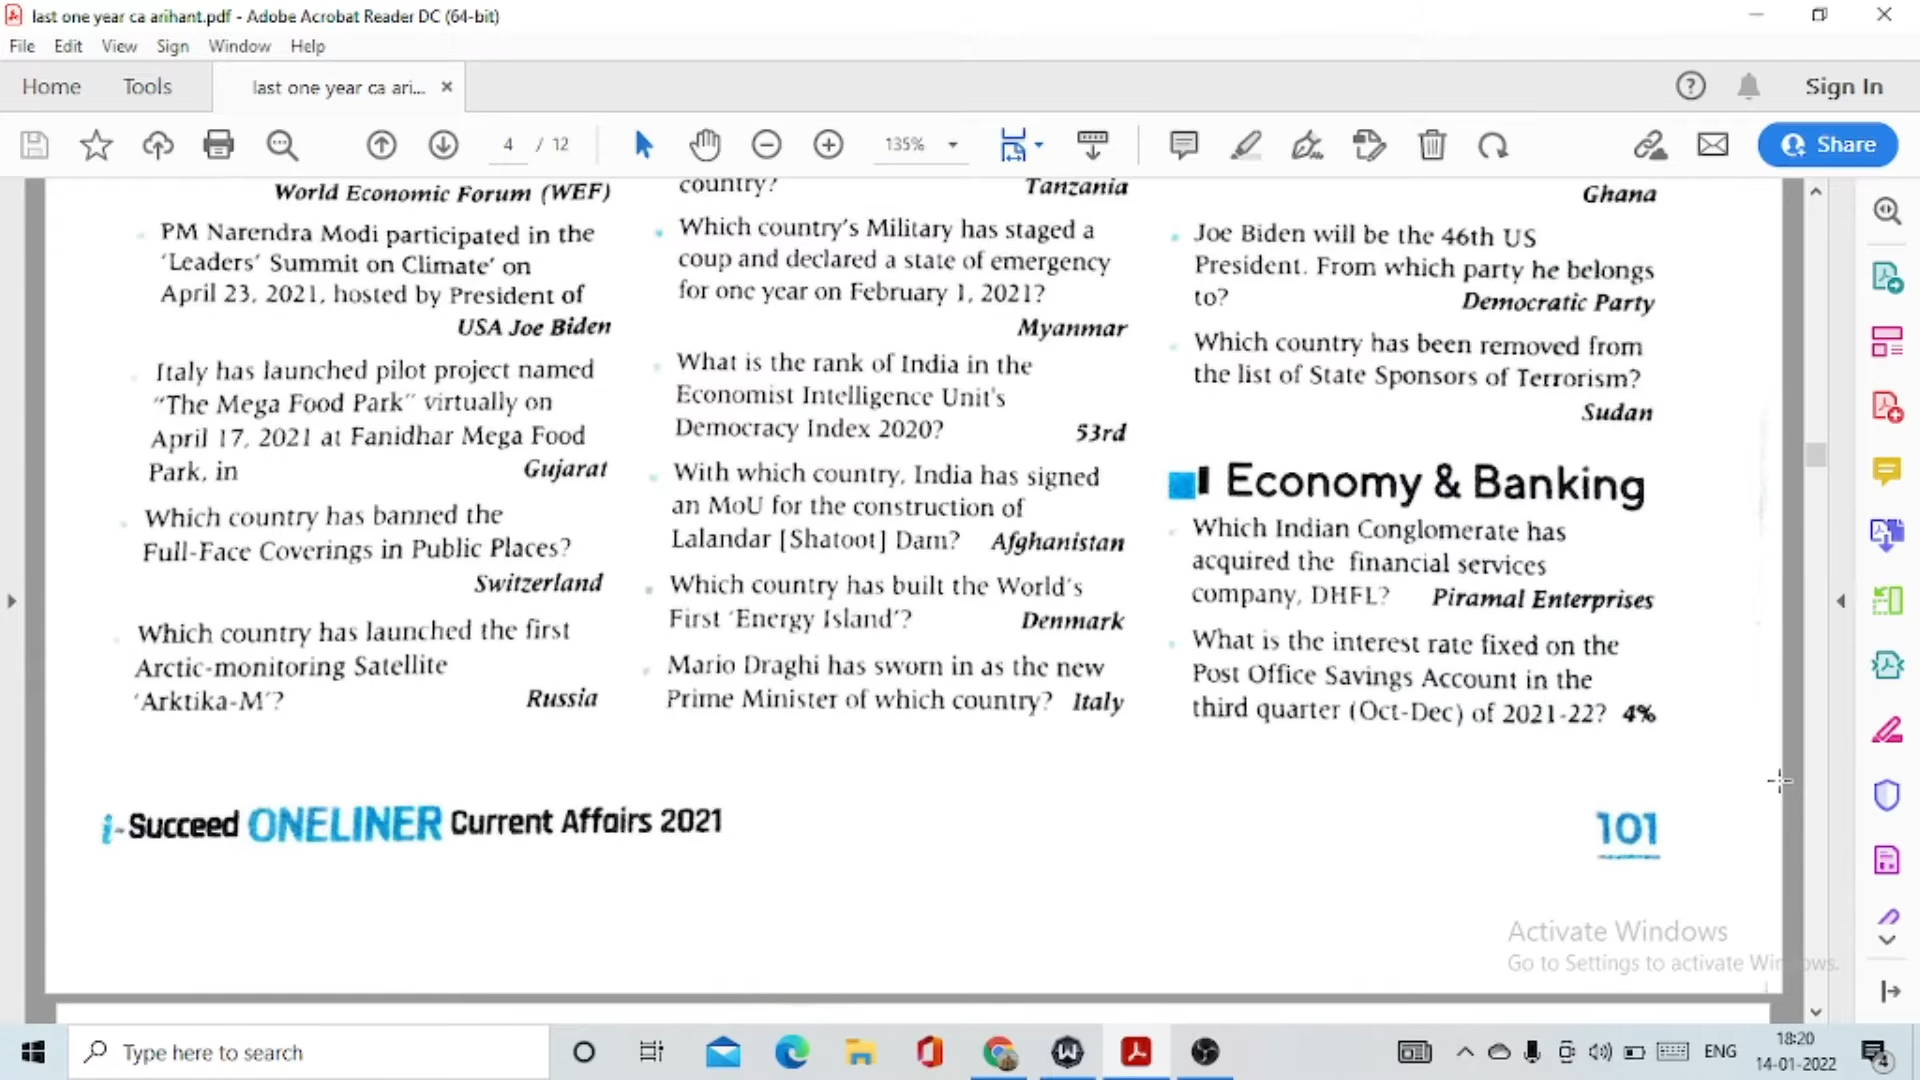 last one year ca arihant.pdf - Adobe Acrobat Reader DC (64-bit)
File Edit View Sign Window Help
Home Tools last one year ca ari... × Sign In
4 / 12 135% Share
World Economic Forum (WEF)
PM Narendra Modi participated in the
'Leaders' Summit on Climate' on
April 23, 2021, hosted by President of
USA Joe Biden
Italy has launched pilot project named
"The Mega Food Park" virtually on
April 17, 2021 at Fanidhar Mega Food
Park, in Gujarat
Which country has banned the
Full-Face Coverings in Public Places?
Switzerland
Which country has launched the first
Arctic-monitoring Satellite
'Arktika-M'? Russia
country? Tanzania
Which country's Military has staged a
coup and declared a state of emergency
for one year on February 1, 2021?
Myanmar
What is the rank of India in the
Economist Intelligence Unit's
Democracy Index 2020? 53rd
With which country, India has signed
an MoU for the construction of
Lalandar [Shatoot] Dam? Afghanistan
Which country has built the World's
First 'Energy Island'? Denmark
Mario Draghi has sworn in as the new
Prime Minister of which country? Italy
Ghana
Joe Biden will be the 46th US
President. From which party he belongs
to? Democratic Party
Which country has been removed from
the list of State Sponsors of Terrorism?
Sudan
Economy & Banking
Which Indian Conglomerate has
acquired the financial services
company, DHFL? Piramal Enterprises
What is the interest rate fixed on the
Post Office Savings Account in the
third quarter (Oct-Dec) of 2021-22? 4%
i-Succeed ONELINER Current Affairs 2021
101
Activate Windows
Go to Settings to activate Windows.
Type here to search
ENG
18:20
14-01-2022
4